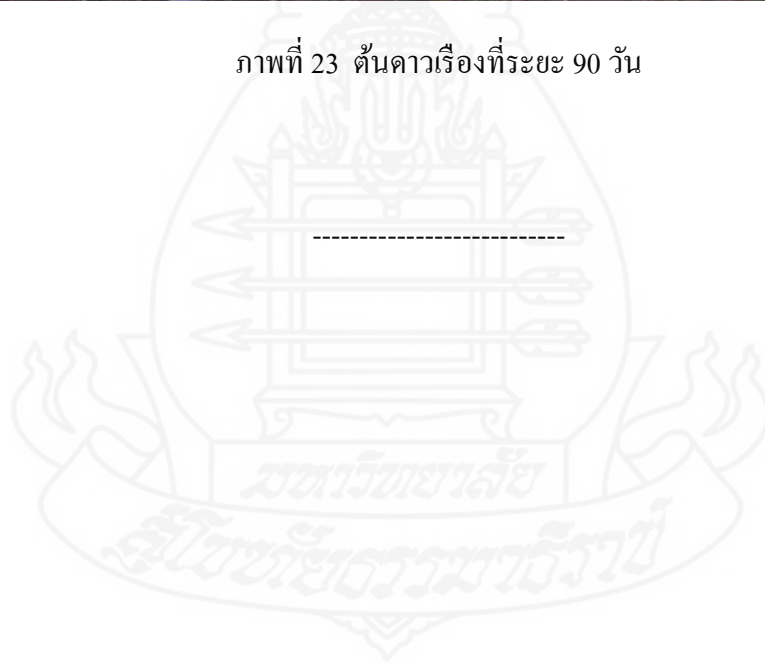 ภาพที่ 23 ต้นดาวเรืองที่ระยะ 90 วัน
---------------------------
มหาวิทยาลัย
สุโขทัยธรรมาธิราช